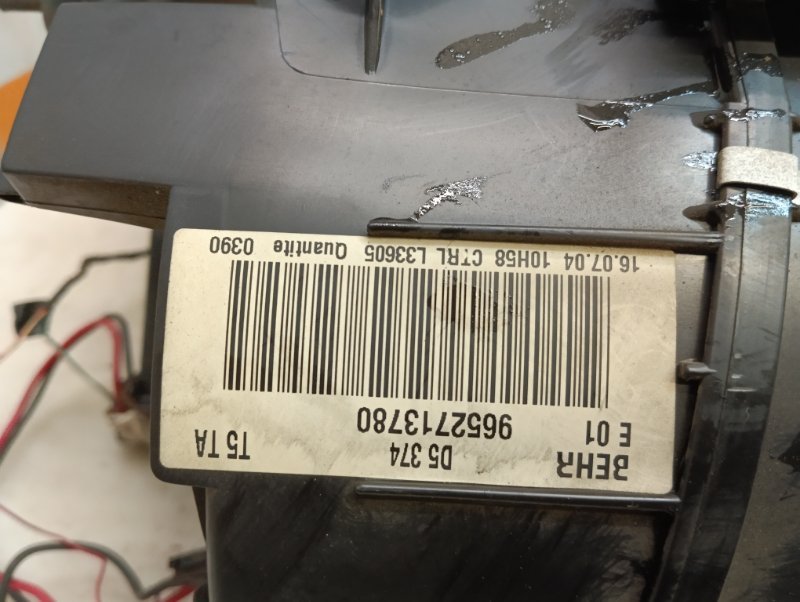 BEHR D5 374 T5 TA
E 01 9652713780
16.07.04 10H58 CTRL L33605 Quantite 0390